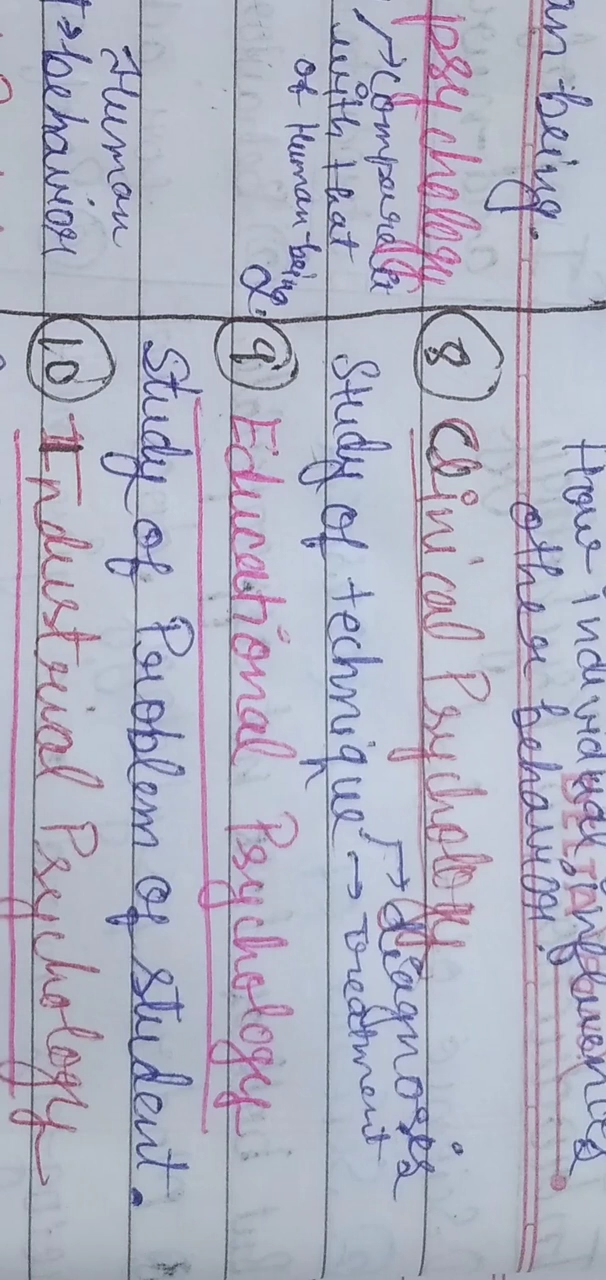 an being.
psychology
→ compared
with that
of Human-being.
Human
→ behavior
How individual, influences
other behavior.
⑧ Clinical Psychology
Study of technique → diagnosis
→ treatment
⑨ Educational Psychology
Study of Problem of student.
⑩ Industrial Psychology